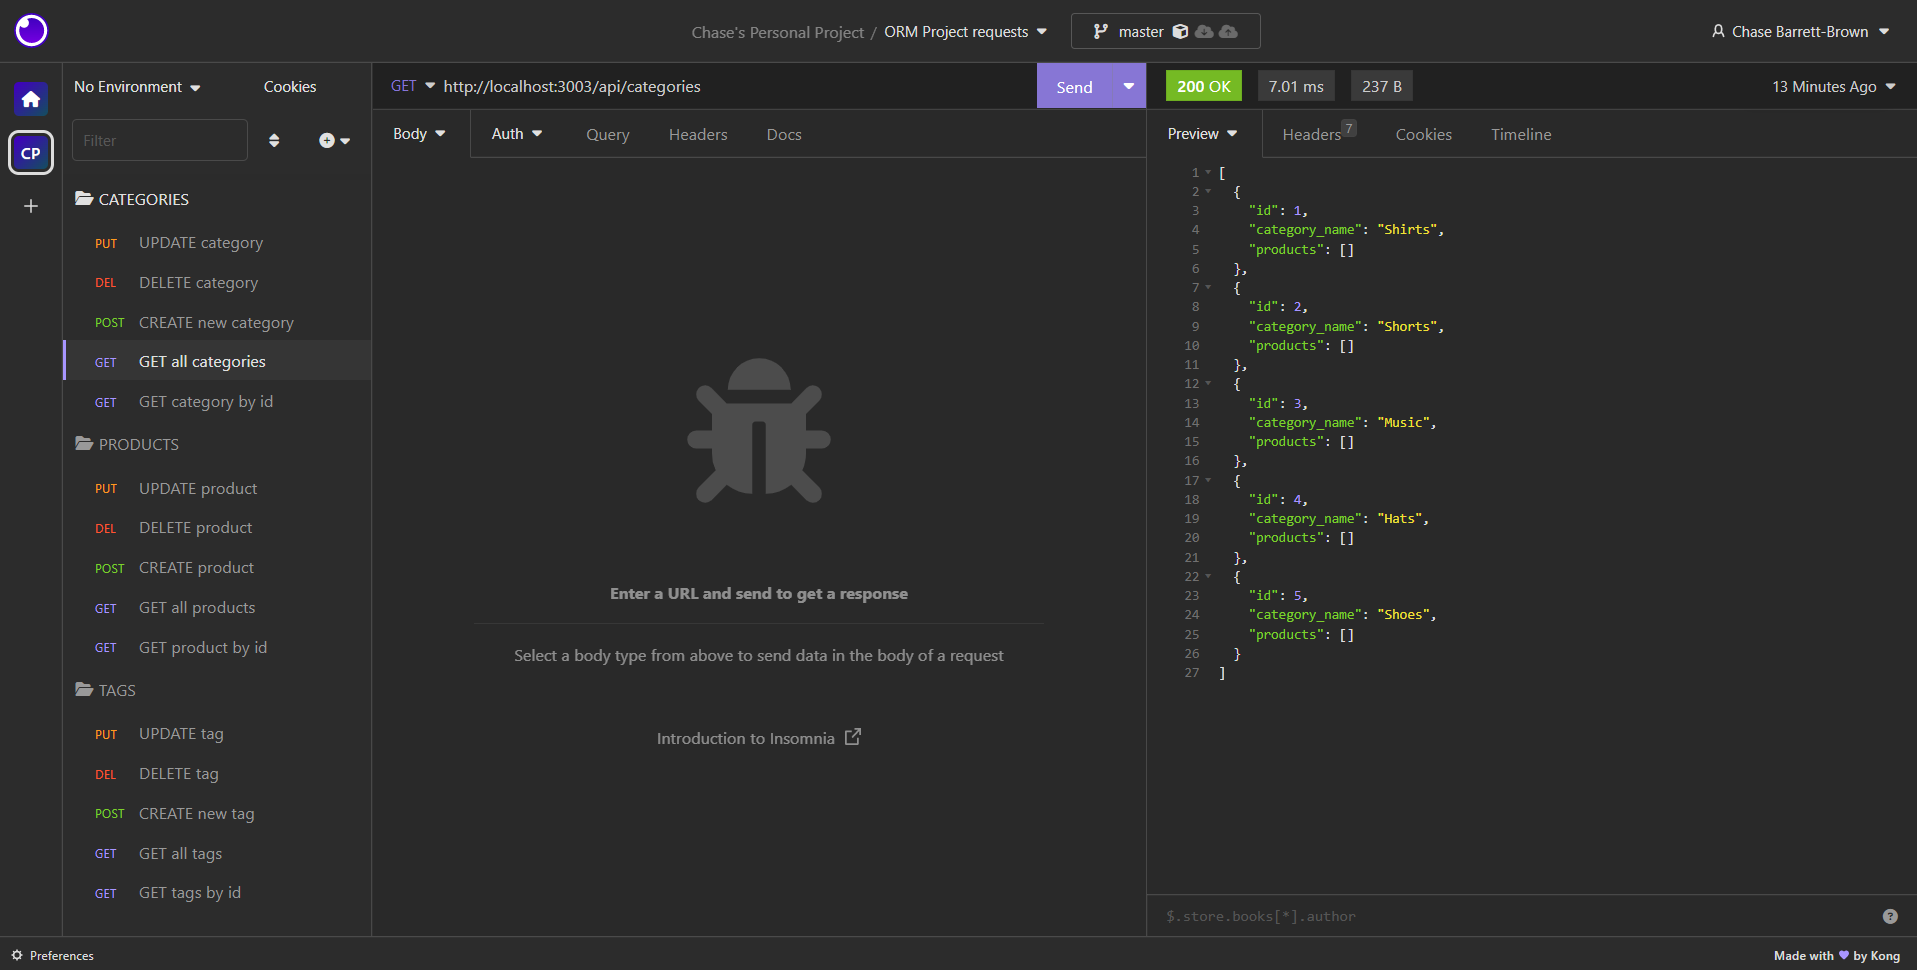 Chase's Personal Project / ORM Project requests
master
Chase Barrett-Brown
CP
No Environment
Cookies
Filter
CATEGORIES
PUT UPDATE category
DEL DELETE category
POST CREATE new category
GET GET all categories
GET GET category by id
PRODUCTS
PUT UPDATE product
DEL DELETE product
POST CREATE product
GET GET all products
GET GET product by id
TAGS
PUT UPDATE tag
DEL DELETE tag
POST CREATE new tag
GET GET all tags
GET GET tags by id
GET http://localhost:3003/api/categories
Send
Body Auth Query Headers Docs
Enter a URL and send to get a response
Select a body type from above to send data in the body of a request
Introduction to Insomnia
200 OK 7.01 ms 237 B 13 Minutes Ago
Preview Headers 7 Cookies Timeline
1 [
2 {
3 "id": 1,
4 "category_name": "Shirts",
5 "products": []
6 },
7 {
8 "id": 2,
9 "category_name": "Shorts",
10 "products": []
11 },
12 {
13 "id": 3,
14 "category_name": "Music",
15 "products": []
16 },
17 {
18 "id": 4,
19 "category_name": "Hats",
20 "products": []
21 },
22 {
23 "id": 5,
24 "category_name": "Shoes",
25 "products": []
26 }
27 ]
$.store.books[*].author
?
Preferences
Made with by Kong